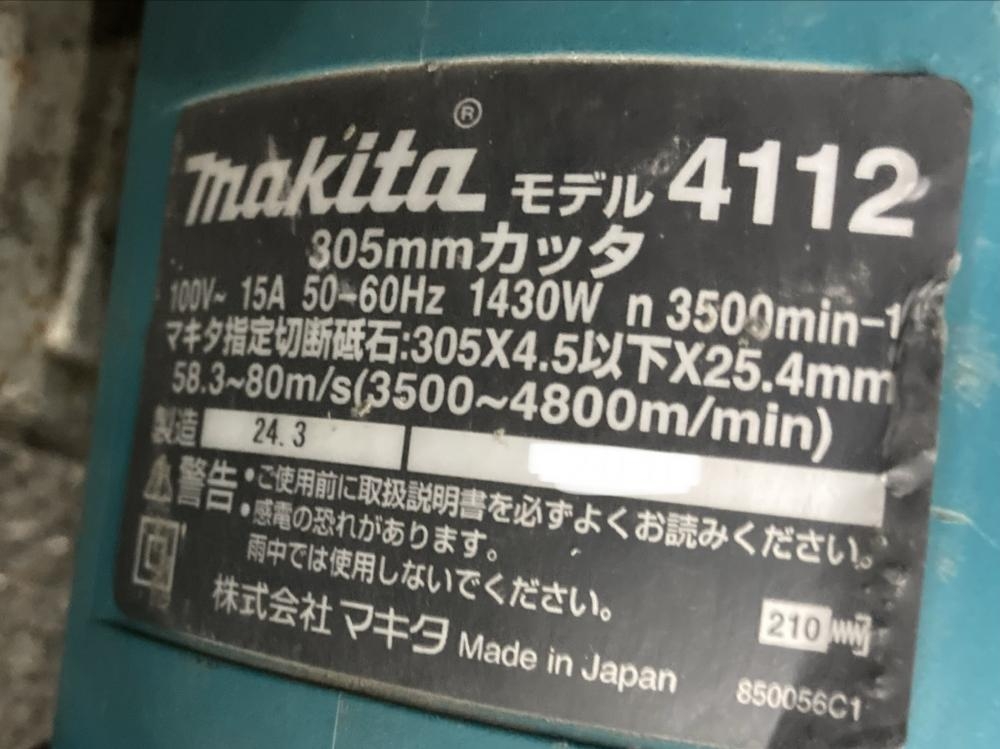 makita® モデル 4112
305mmカッタ
100V~ 15A 50-60Hz 1430W n 3500min-1
マキタ指定切断砥石:305X4.5以下X25.4mm
58.3~80m/s(3500~4800m/min)
製造 24.3
警告 •ご使用前に取扱説明書を必ずよくお読みください。
•感電の恐れがあります。
雨中では使用しないでください。
株式会社 マキタ Made in Japan
210
850056C1